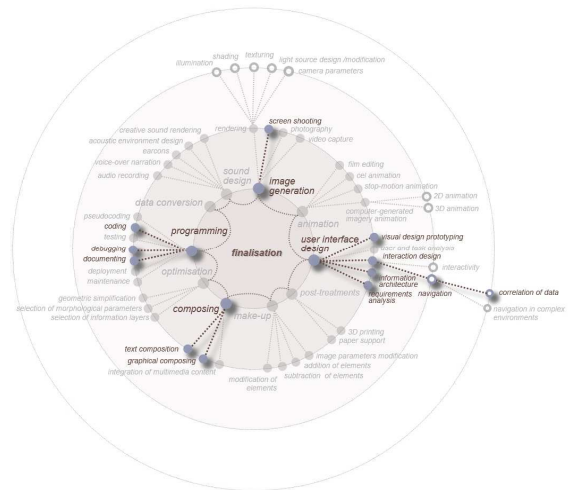 texturing
shading
light source design /modification
illumination
camera parameters
screen shooting
rendering
photography
creative sound rendering
video capture
acoustic environment design
earcons
film editing
voice-over narration
sound
design
cel animation
audio recording
image
generation
stop-motion animation
2D animation
3D animation
data conversion
computer-generated
imagery animation
pseudocoding
animation
coding
programming
testing
user interface
design
visual design prototyping
user and task analysis
debugging
finalisation
interaction design
documenting
interactivity
optimisation
information
architecture
deployment
navigation
correlation of data
maintenance
post-treatments
requirements
analysis
geometric simplification
composing
navigation in complex
environments
selection of morphological parameters
make-up
selection of information layers
3D printing
paper support
text composition
image parameters modification
graphical composing
addition of elements
integration of multimedia content
subtraction of elements
modification of
elements